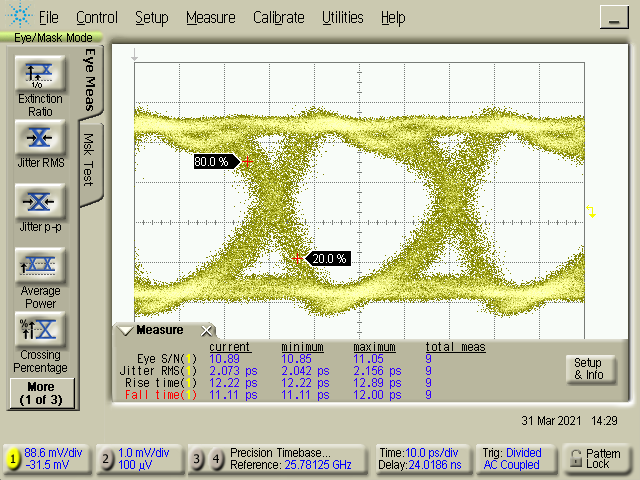 File Control Setup Measure Calibrate Utilities Help
Eye/Mask Mode
Eye Meas
Msk Test
1/0
Extinction
Ratio
Jitter RMS
Jitter p-p
Average
Power
%
Crossing
Percentage
More
(1 of 3)
80.0 %
20.0 %
Measure
current minimum maximum total meas
Eye S/N(1) 10.89 10.85 11.05 9
Jitter RMS(1) 2.073 ps 2.042 ps 2.156 ps 9
Rise time(1) 12.22 ps 12.22 ps 12.89 ps 9
Fall time(1) 11.11 ps 11.11 ps 12.00 ps 9
Setup
& Info
31 Mar 2021 14:29
1 88.6 mV/div
-31.5 mV
2 1.0 mV/div
100 µV
3 4 Precision Timebase...
Reference: 25.78125 GHz
Time:10.0 ps/div
Delay:24.0186 ns
Trig: Divided
AC Coupled
Pattern
Lock